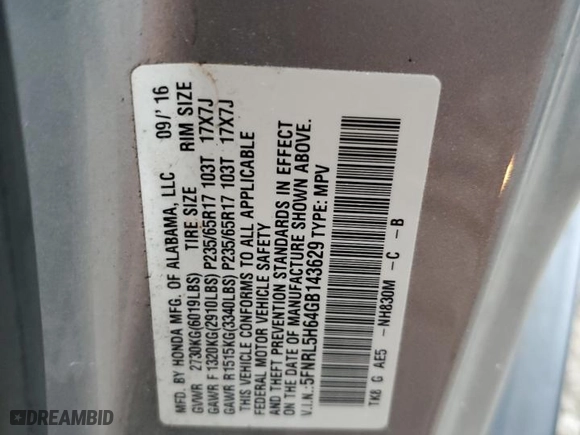 MFD. BY HONDA MFG. OF ALABAMA, LLC 09/'16
GVWR 2730KG(6019LBS) TIRE SIZE RIM SIZE
GAWR F 1320KG(2910LBS) P235/65R17 103T 17X7J
GAWR R 1515KG(3340LBS) P235/65R17 103T 17X7J
THIS VEHICLE CONFORMS TO ALL APPLICABLE
FEDERAL MOTOR VEHICLE SAFETY
AND THEFT PREVENTION STANDARDS IN EFFECT
ON THE DATE OF MANUFACTURE SHOWN ABOVE.
V.I.N.:5FNRL5H64GB143629 TYPE: MPV
TK8 G AE5 -NH830M - C - B
DREAMBID